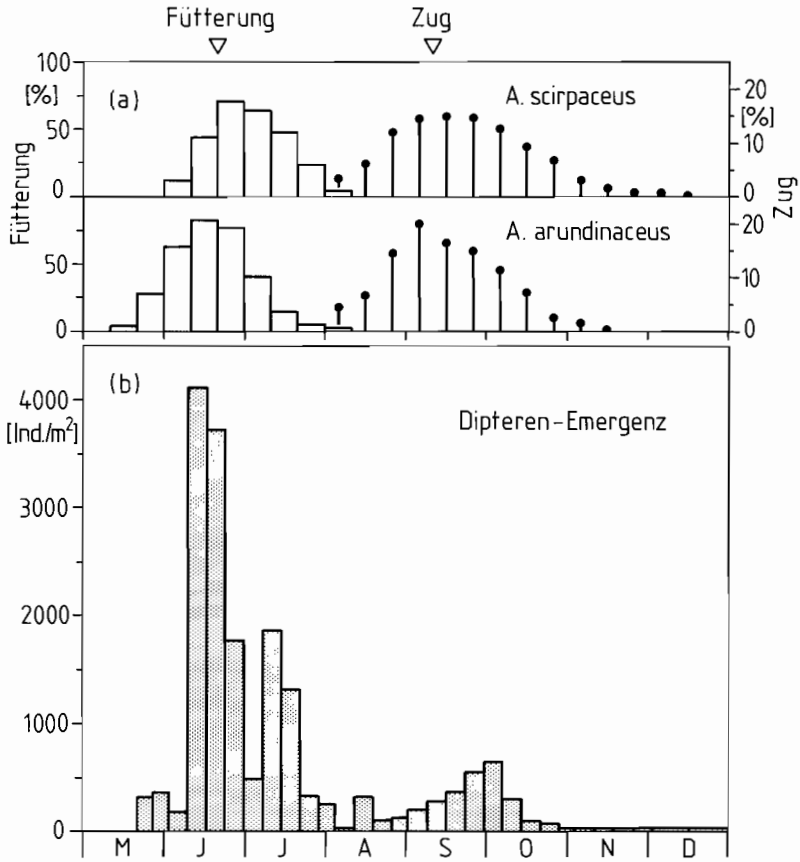 Fütterung Zug
100
[%]
50
0
Fütterung
(a)
A. scirpaceus
20
[%]
10
0
Zug
50
0
A. arundinaceus
20
10
0
(b)
Dipteren-Emergenz
4000
[Ind./m²]
3000
2000
1000
0
M J J A S O N D